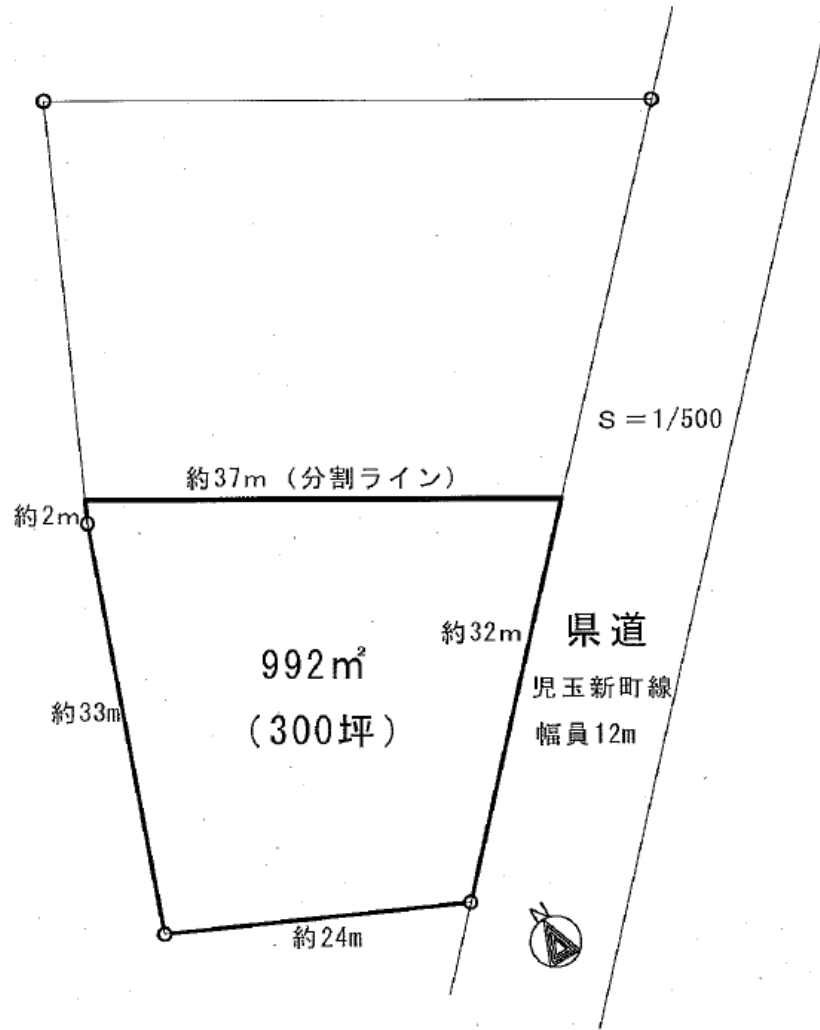 S=1/500
約37m（分割ライン）
約2m
県道
約32m
992㎡
児玉新町線
約33m
（300坪）
幅員12m
N
約24m